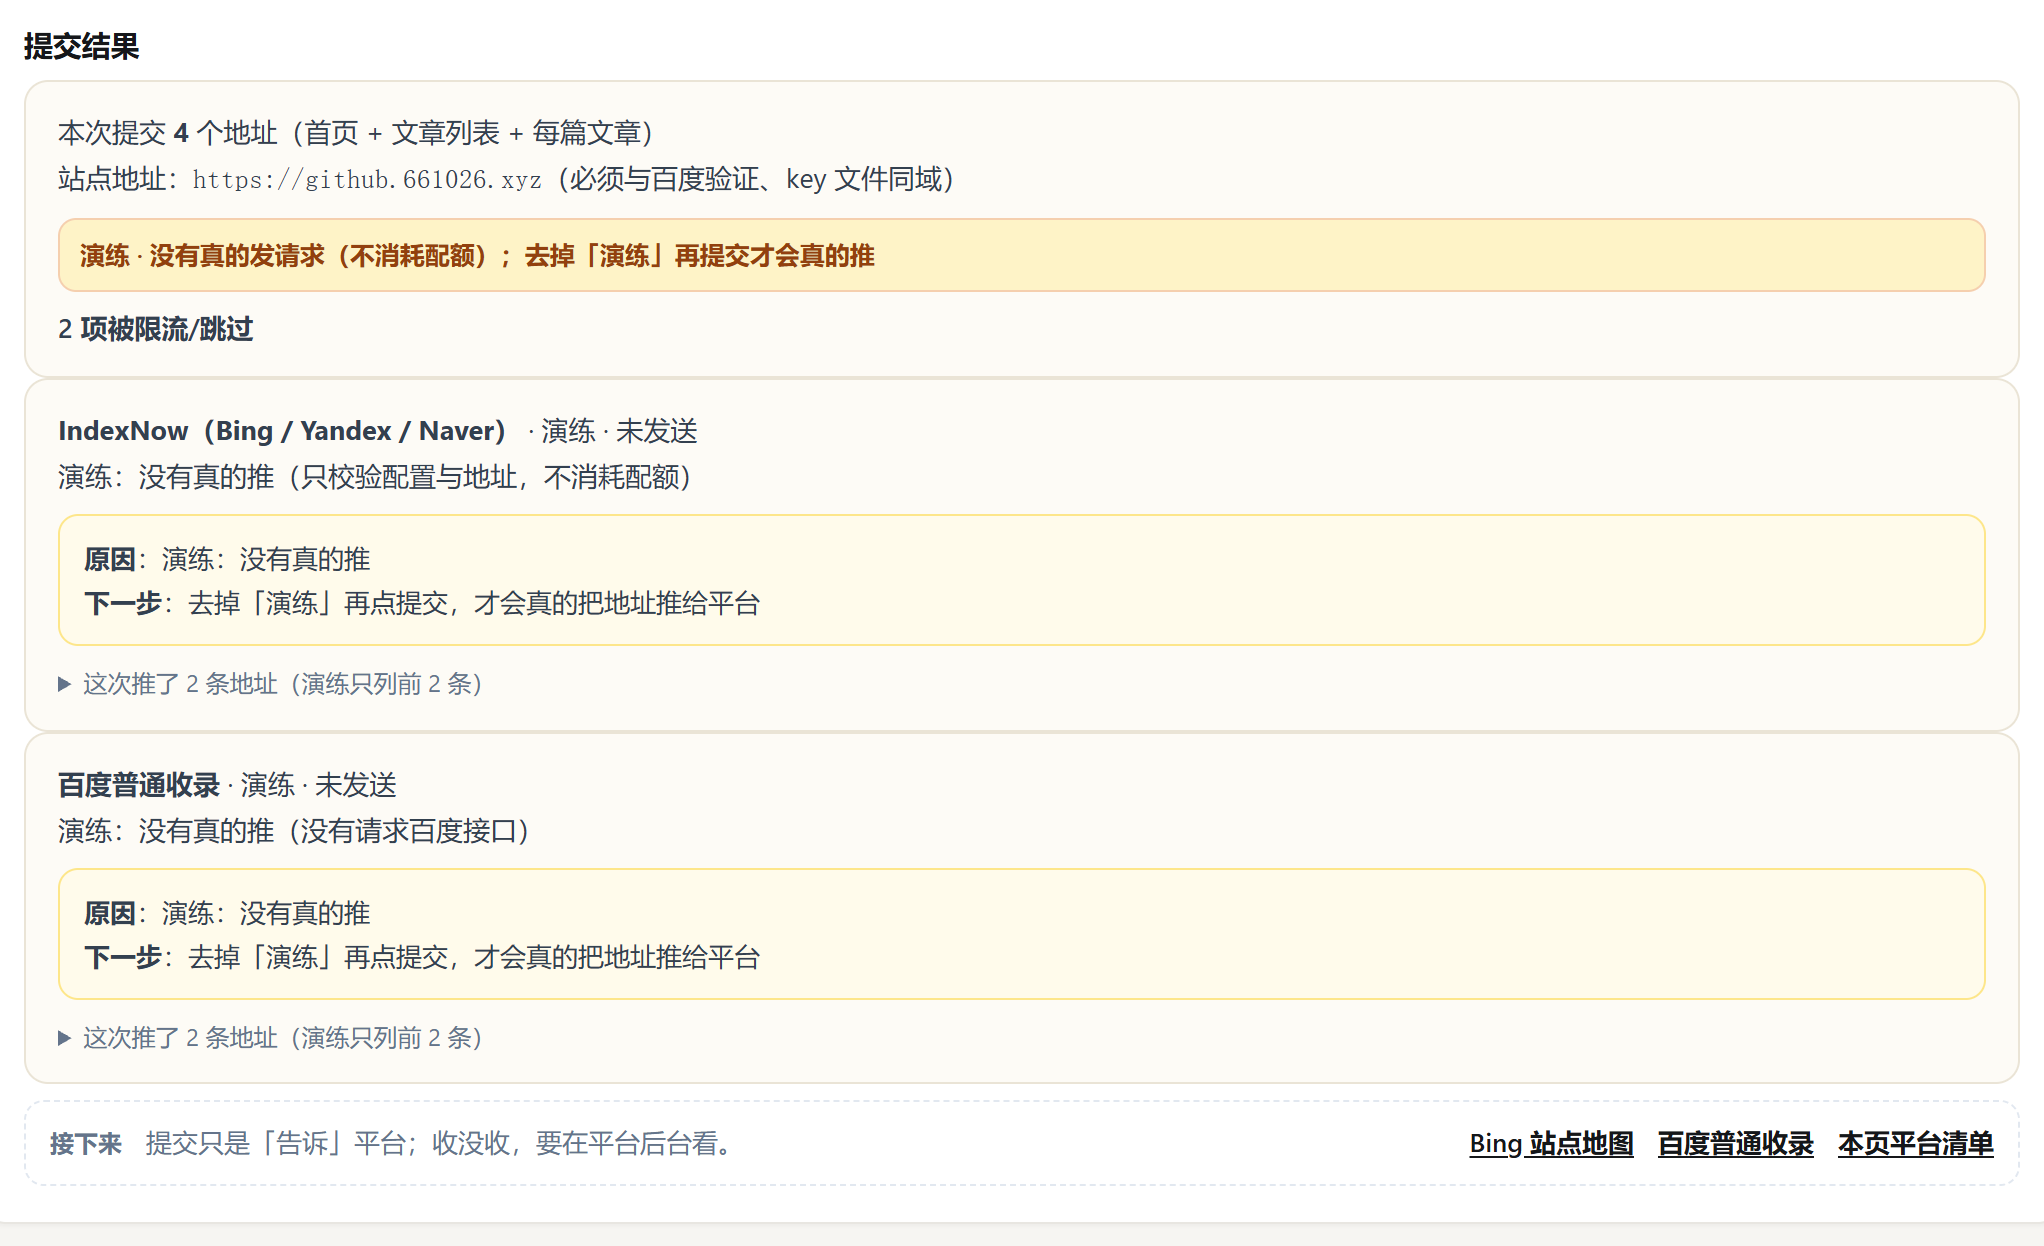 提交结果
本次提交 4 个地址（首页 + 文章列表 + 每篇文章）
站点地址：https://github.661026.xyz（必须与百度验证、key 文件同域）
演练 · 没有真的发请求（不消耗配额）；去掉「演练」再提交才会真的推
2 项被限流/跳过
IndexNow（Bing / Yandex / Naver） · 演练 · 未发送
演练：没有真的推（只校验配置与地址，不消耗配额）
原因：演练：没有真的推
下一步：去掉「演练」再点提交，才会真的把地址推给平台
▶ 这次推了 2 条地址（演练只列前 2 条）
百度普通收录 · 演练 · 未发送
演练：没有真的推（没有请求百度接口）
原因：演练：没有真的推
下一步：去掉「演练」再点提交，才会真的把地址推给平台
▶ 这次推了 2 条地址（演练只列前 2 条）
接下来 提交只是「告诉」平台；收没收，要在平台后台看。 Bing 站点地图 百度普通收录 本页平台清单